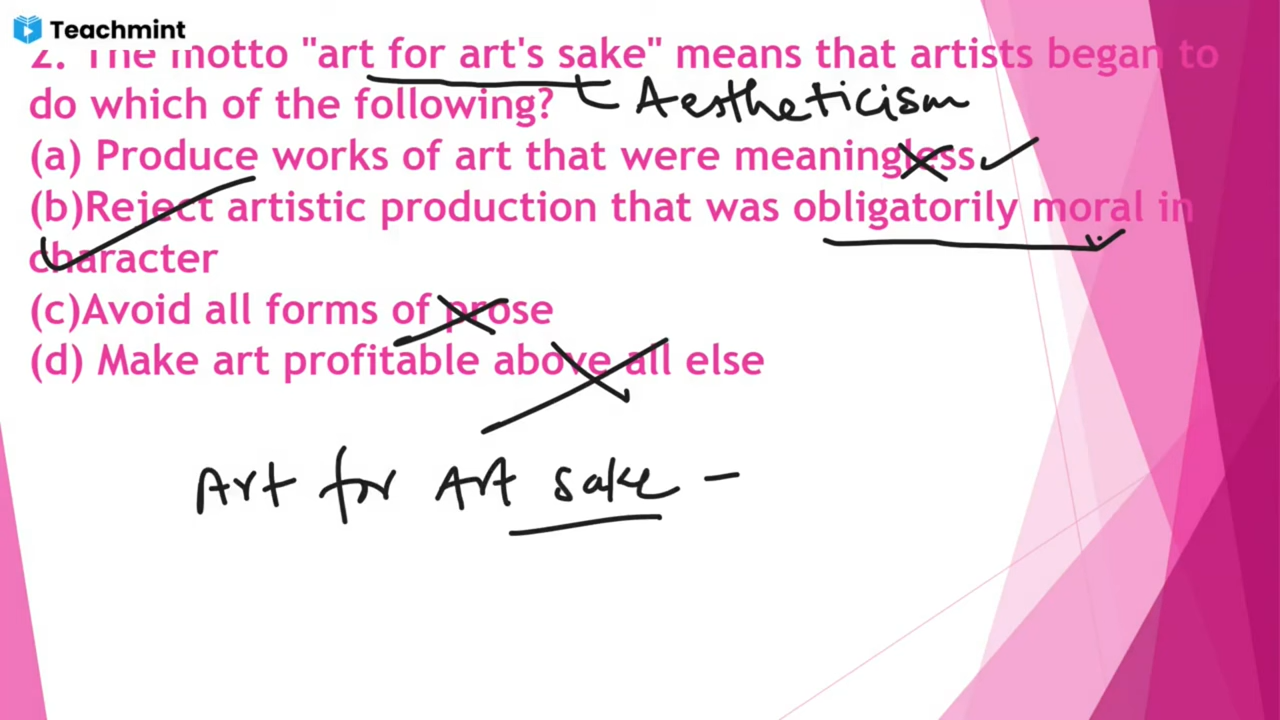 Teachmint
2. The motto "art for art's sake" means that artists began to
do which of the following? Aestheticism
(a) Produce works of art that were meaningless
(b)Reject artistic production that was obligatorily moral in
character
(c)Avoid all forms of prose
(d) Make art profitable above all else
Art for Art sake -